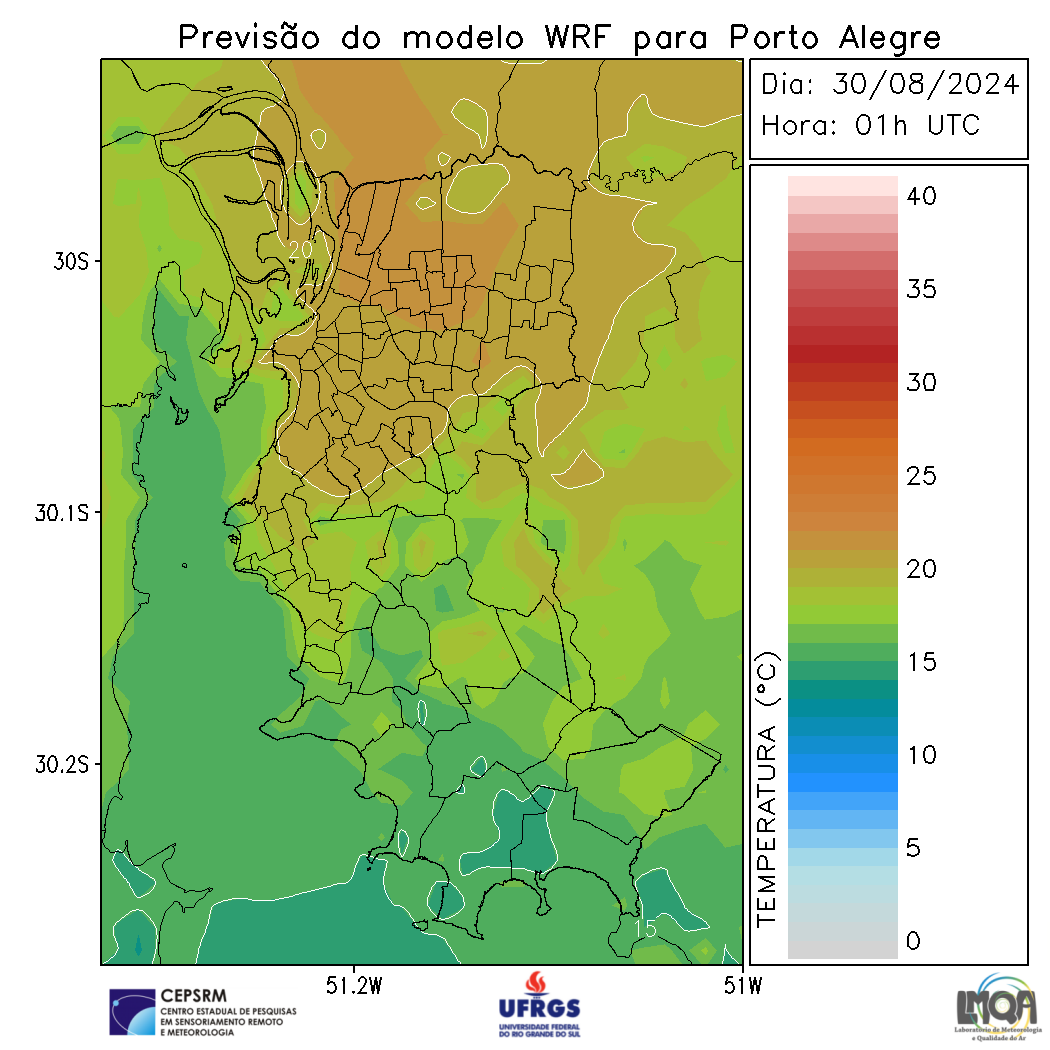 Previsão do modelo WRF para Porto Alegre
Dia: 30/08/2024
Hora: 01h UTC
40
35
30
25
20
15
10
5
0
TEMPERATURA (°C)
20
15
30S
30.1S
30.2S
51.2W
51W
CEPSRM
CENTRO ESTADUAL DE PESQUISAS
EM SENSORIAMENTO REMOTO
E METEOROLOGIA
UFRGS
UNIVERSIDADE FEDERAL
DO RIO GRANDE DO SUL
LMQA
Laboratório de Meteorologia
e Qualidade do Ar